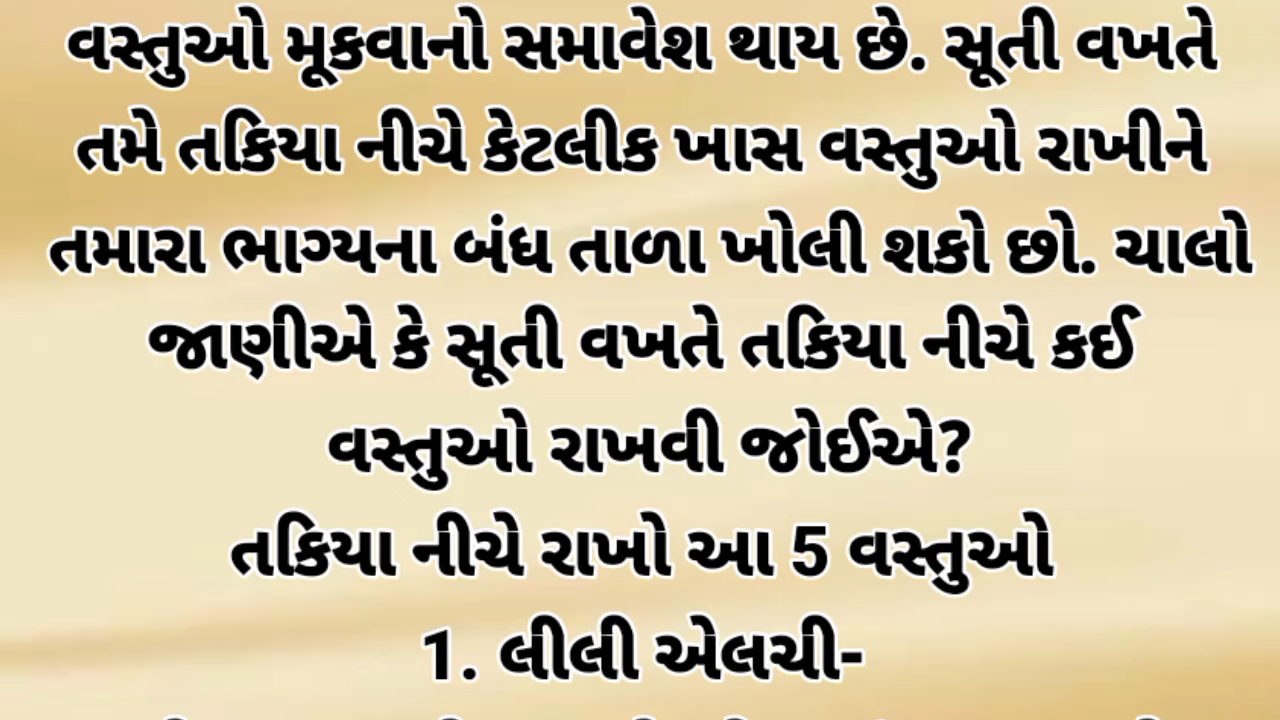 વસ્તુઓ મૂકવાનો સમાવેશ થાય છે. સૂતી વખતે
તમે તકિયા નીચે કેટલીક ખાસ વસ્તુઓ રાખીને
તમારા ભાગ્યના બંધ તાળા ખોલી શકો છો. ચાલો
જાણીએ કે સૂતી વખતે તકિયા નીચે કઈ
વસ્તુઓ રાખવી જોઈએ?
તકિયા નીચે રાખો આ 5 વસ્તુઓ
1. લીલી એલચી-